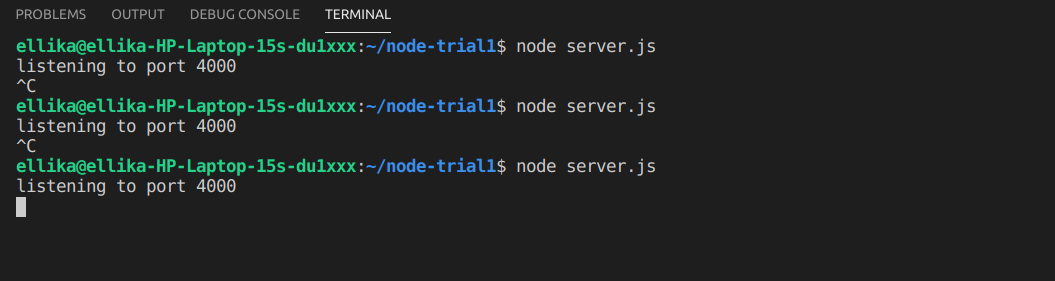 PROBLEMS OUTPUT DEBUG CONSOLE TERMINAL
ellika@ellika-HP-Laptop-15s-du1xxx:~/node-trial1$ node server.js
listening to port 4000
^C
ellika@ellika-HP-Laptop-15s-du1xxx:~/node-trial1$ node server.js
listening to port 4000
^C
ellika@ellika-HP-Laptop-15s-du1xxx:~/node-trial1$ node server.js
listening to port 4000